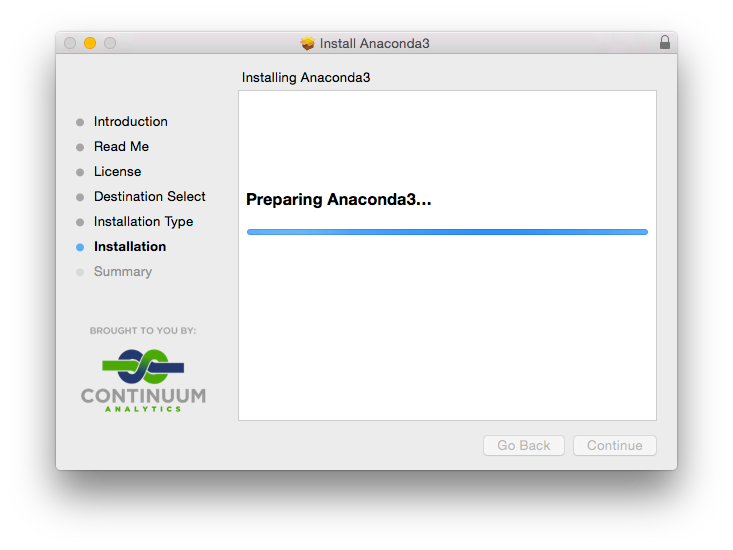 Install Anaconda3
Installing Anaconda3
Introduction
Read Me
License
Destination Select
Installation Type
Installation
Summary
Preparing Anaconda3...
BROUGHT TO YOU BY:
CONTINUUM
ANALYTICS
Go Back
Continue